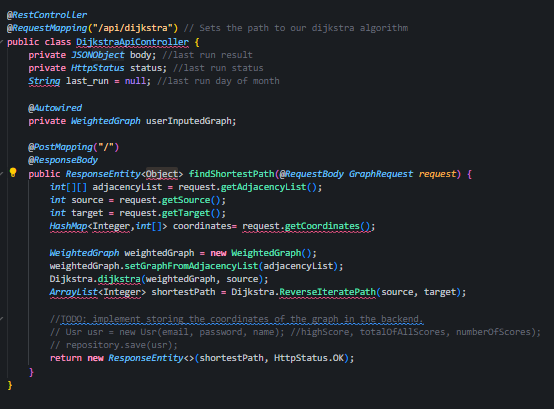 @RestController
@RequestMapping("/api/dijkstra") // Sets the path to our dijkstra algorithm
public class DijkstraApiController {
private JSONObject body; //last run result
private HttpStatus status; //last run status
String last_run = null; //last run day of month
@Autowired
private WeightedGraph userInputedGraph;
@PostMapping("/")
@ResponseBody
public ResponseEntity<Object> findShortestPath(@RequestBody GraphRequest request) {
int[][] adjacencyList = request.getAdjacencyList();
int source = request.getSource();
int target = request.getTarget();
HashMap<Integer,int[]> coordinates= request.getCoordinates();
WeightedGraph weightedGraph = new WeightedGraph();
weightedGraph.setGraphFromAdjacencyList(adjacencyList);
Dijkstra.dijkstra(weightedGraph, source);
ArrayList<Integer> shortestPath = Dijkstra.ReverseIteratePath(source, target);
//TODO: implement storing the coordinates of the graph in the backend.
// Usr usr = new Usr(email, password, name); //highScore, totalOfAllScores, numberOfScores);
// repository.save(usr);
return new ResponseEntity<>(shortestPath, HttpStatus.OK);
}
}